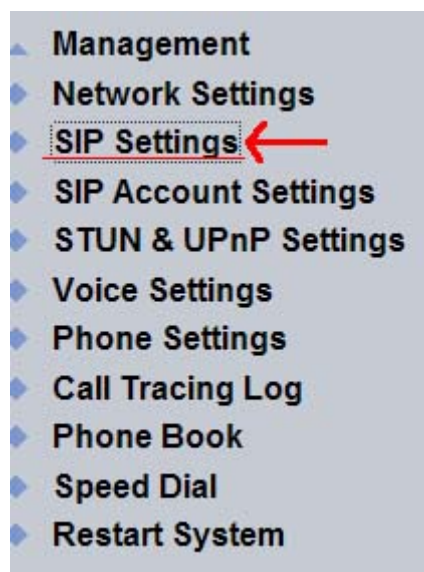 Management
Network Settings
SIP Settings
SIP Account Settings
STUN & UPnP Settings
Voice Settings
Phone Settings
Call Tracing Log
Phone Book
Speed Dial
Restart System